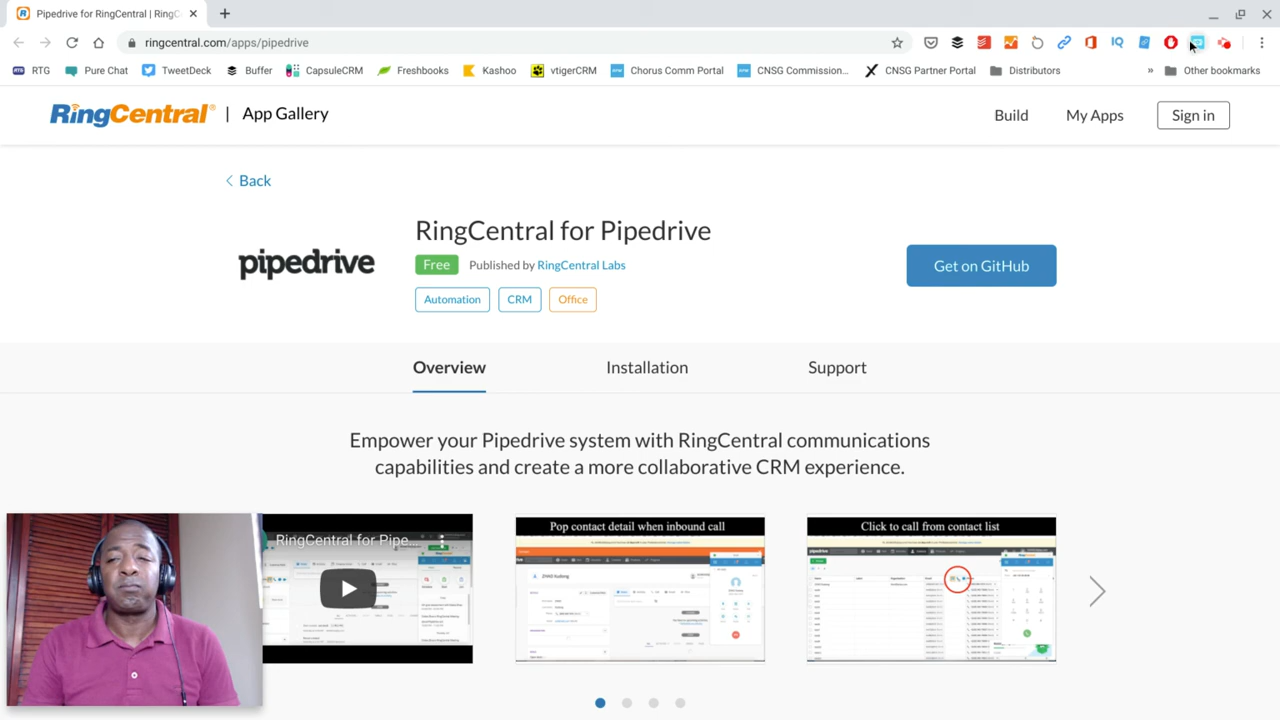 Pipedrive for RingCentral | RingC
ringcentral.com/apps/pipedrive
RTG
Pure Chat
TweetDeck
Buffer
CapsuleCRM
Freshbooks
Kashoo
vtigerCRM
Chorus Comm Portal
CNSG Commission...
CNSG Partner Portal
Distributors
» Other bookmarks
RingCentral® | App Gallery
Build
My Apps
Sign in
Back
pipedrive
RingCentral for Pipedrive
Free Published by RingCentral Labs
Automation
CRM
Office
Get on GitHub
Overview
Installation
Support
Empower your Pipedrive system with RingCentral communications
capabilities and create a more collaborative CRM experience.
RingCentral for Pipe...
Pop contact detail when inbound call
Click to call from contact list